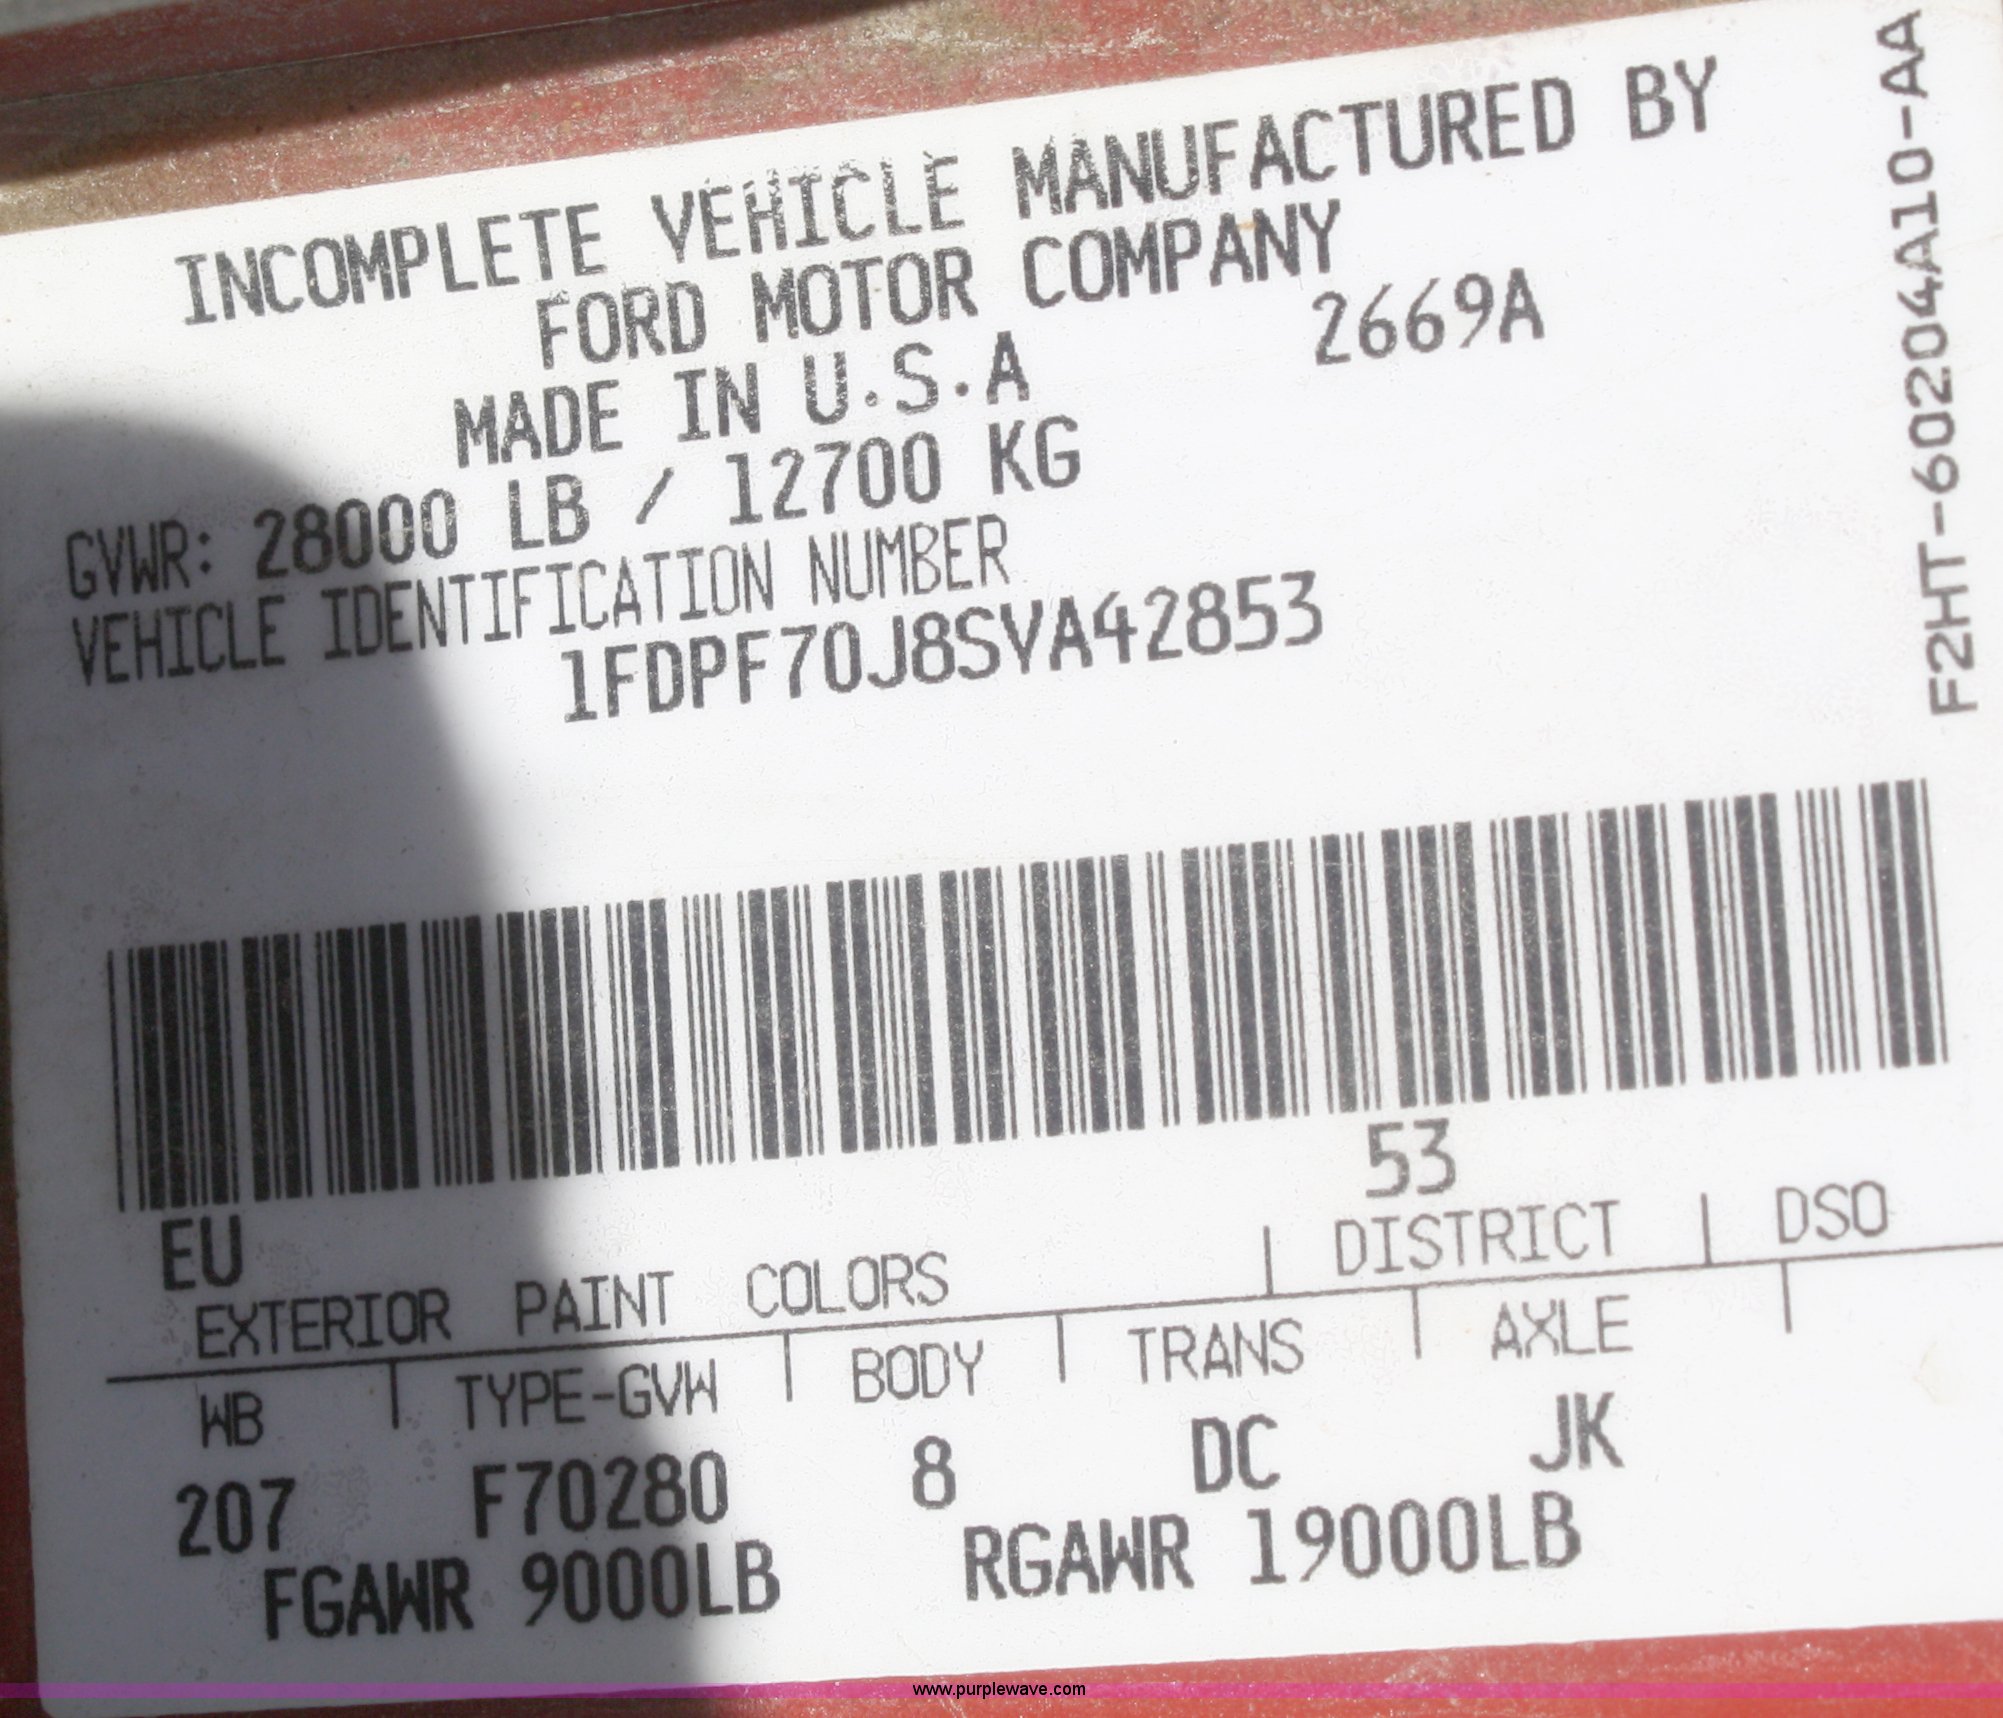 INCOMPLETE VEHICLE MANUFACTURED BY
FORD MOTOR COMPANY
MADE IN U.S.A 2669A
GVWR: 28000 LB / 12700 KG
VEHICLE IDENTIFICATION NUMBER
1FDPF70J8SVA42853
F2HT-60204A10-AA
53
EU
EXTERIOR PAINT COLORS | DISTRICT | DSO
WB | TYPE-GVW | BODY | TRANS | AXLE |
207 F70280 8 DC JK
FGAWR 9000LB RGAWR 19000LB
www.purplewave.com